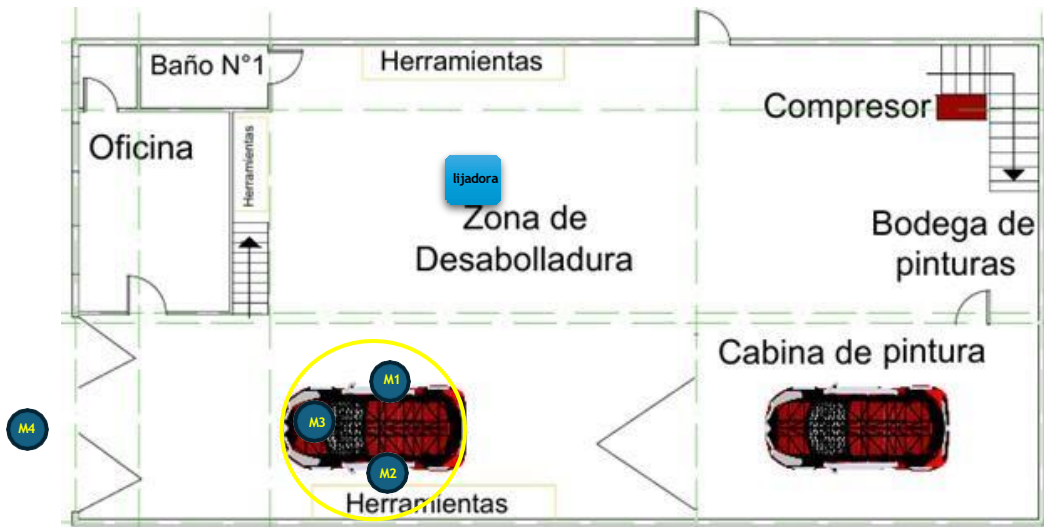 Baño N°1
Herramientas
Compresor
Oficina
Herramientas
lijadora
Zona de
Desabolladura
Bodega de
pinturas
Cabina de pintura
M1
M3
M4
M2
Herramientas